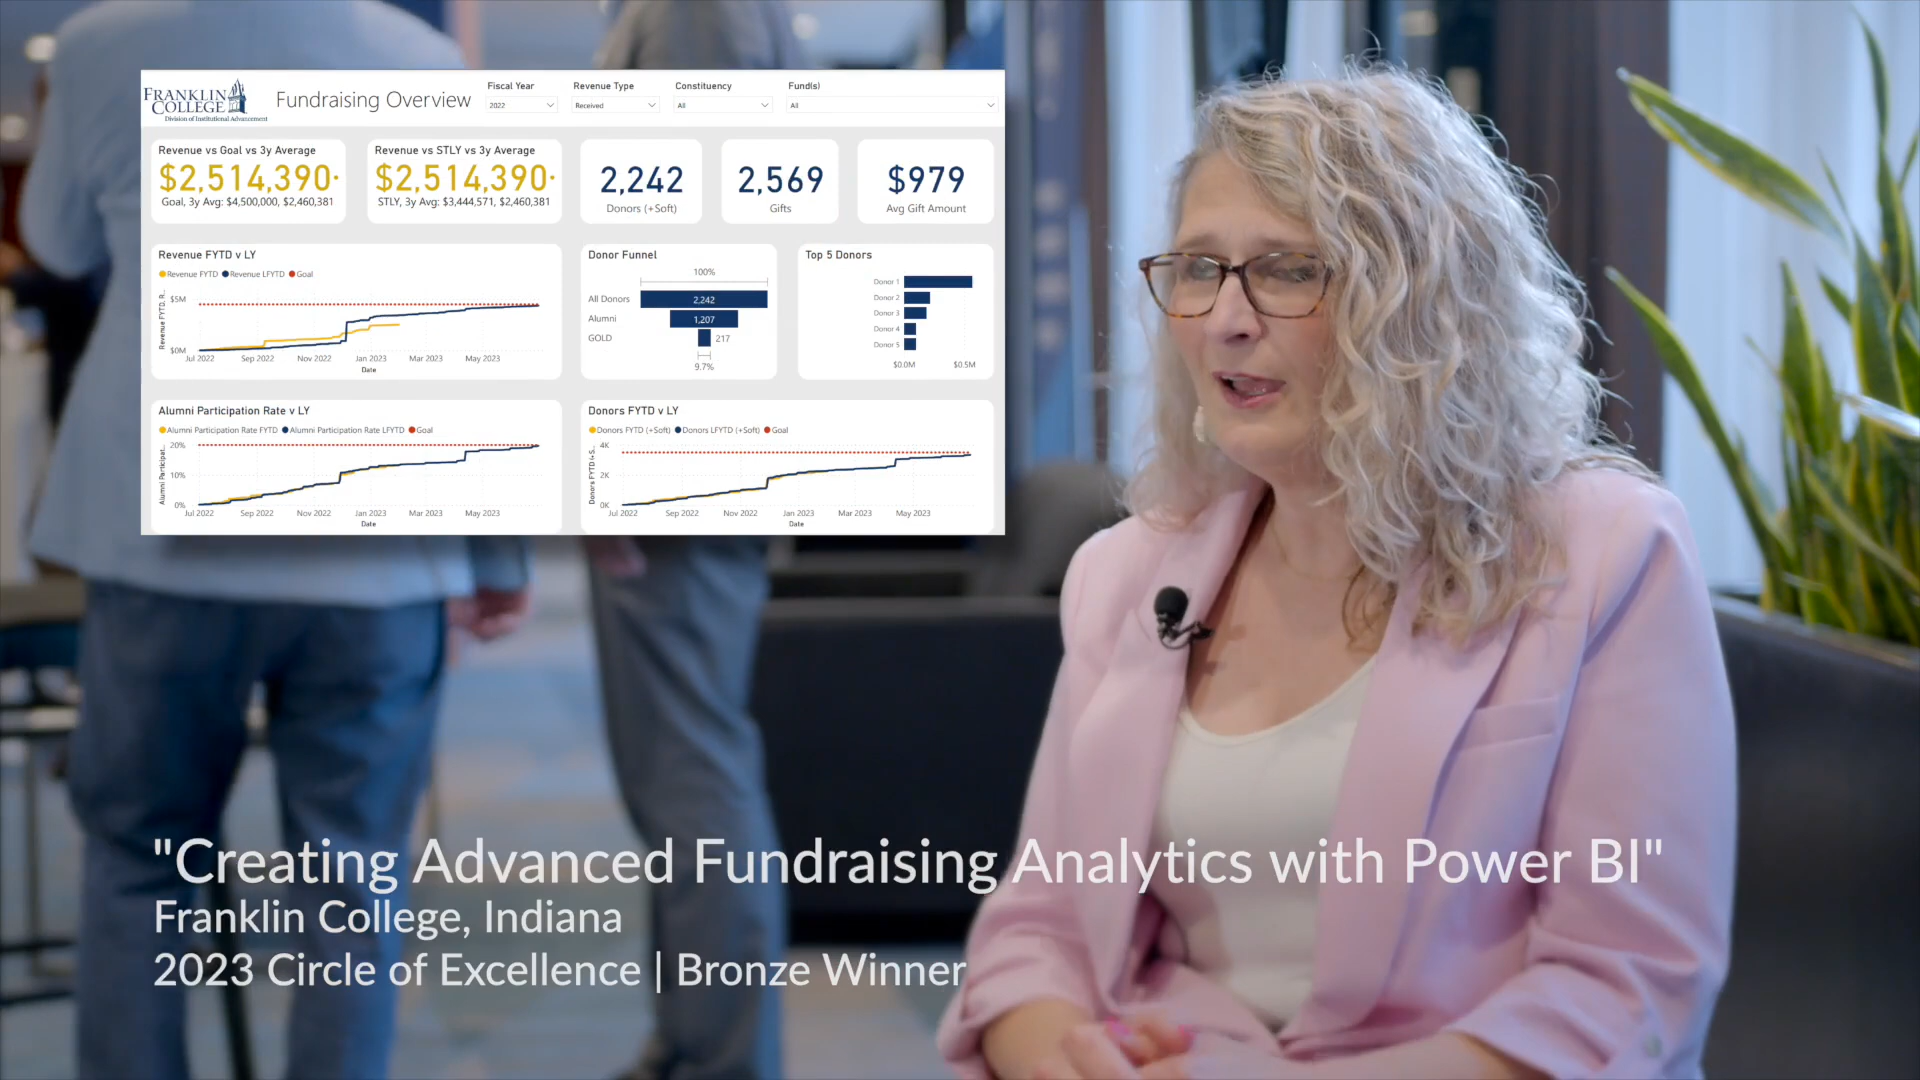 FRANKLIN
COLLEGE
Division of Institutional Advancement
Fundraising Overview
Fiscal Year
2022
Revenue Type
Received
Constituency
All
Fund(s)
All
Revenue vs Goal vs 3y Average
$2,514,390
Goal, 3y Avg: $4,500,000, $2,460,381
Revenue vs STLY vs 3y Average
$2,514,390
STLY, 3y Avg: $3,444,571, $2,460,381
2,242
Donors (+Soft)
2,569
Gifts
$979
Avg Gift Amount
Revenue FYTD v LY
Revenue FYTD Revenue LFYTD Goal
Revenue FYTD, R...
$5M
$0M
Jul 2022 Sep 2022 Nov 2022 Jan 2023 Mar 2023 May 2023
Date
Donor Funnel
100%
All Donors 2,242
Alumni 1,207
GOLD 217
9.7%
Top 5 Donors
Donor 1
Donor 2
Donor 3
Donor 4
Donor 5
$0.0M $0.5M
Alumni Participation Rate v LY
Alumni Participation Rate FYTD Alumni Participation Rate LFYTD Goal
Alumni Participat...
20%
10%
0%
Jul 2022 Sep 2022 Nov 2022 Jan 2023 Mar 2023 May 2023
Date
Donors FYTD v LY
Donors FYTD (+Soft) Donors LFYTD (+Soft) Goal
Donors FYTD (+S...
4K
2K
0K
Jul 2022 Sep 2022 Nov 2022 Jan 2023 Mar 2023 May 2023
Date
"Creating Advanced Fundraising Analytics with Power BI"
Franklin College, Indiana
2023 Circle of Excellence | Bronze Winner